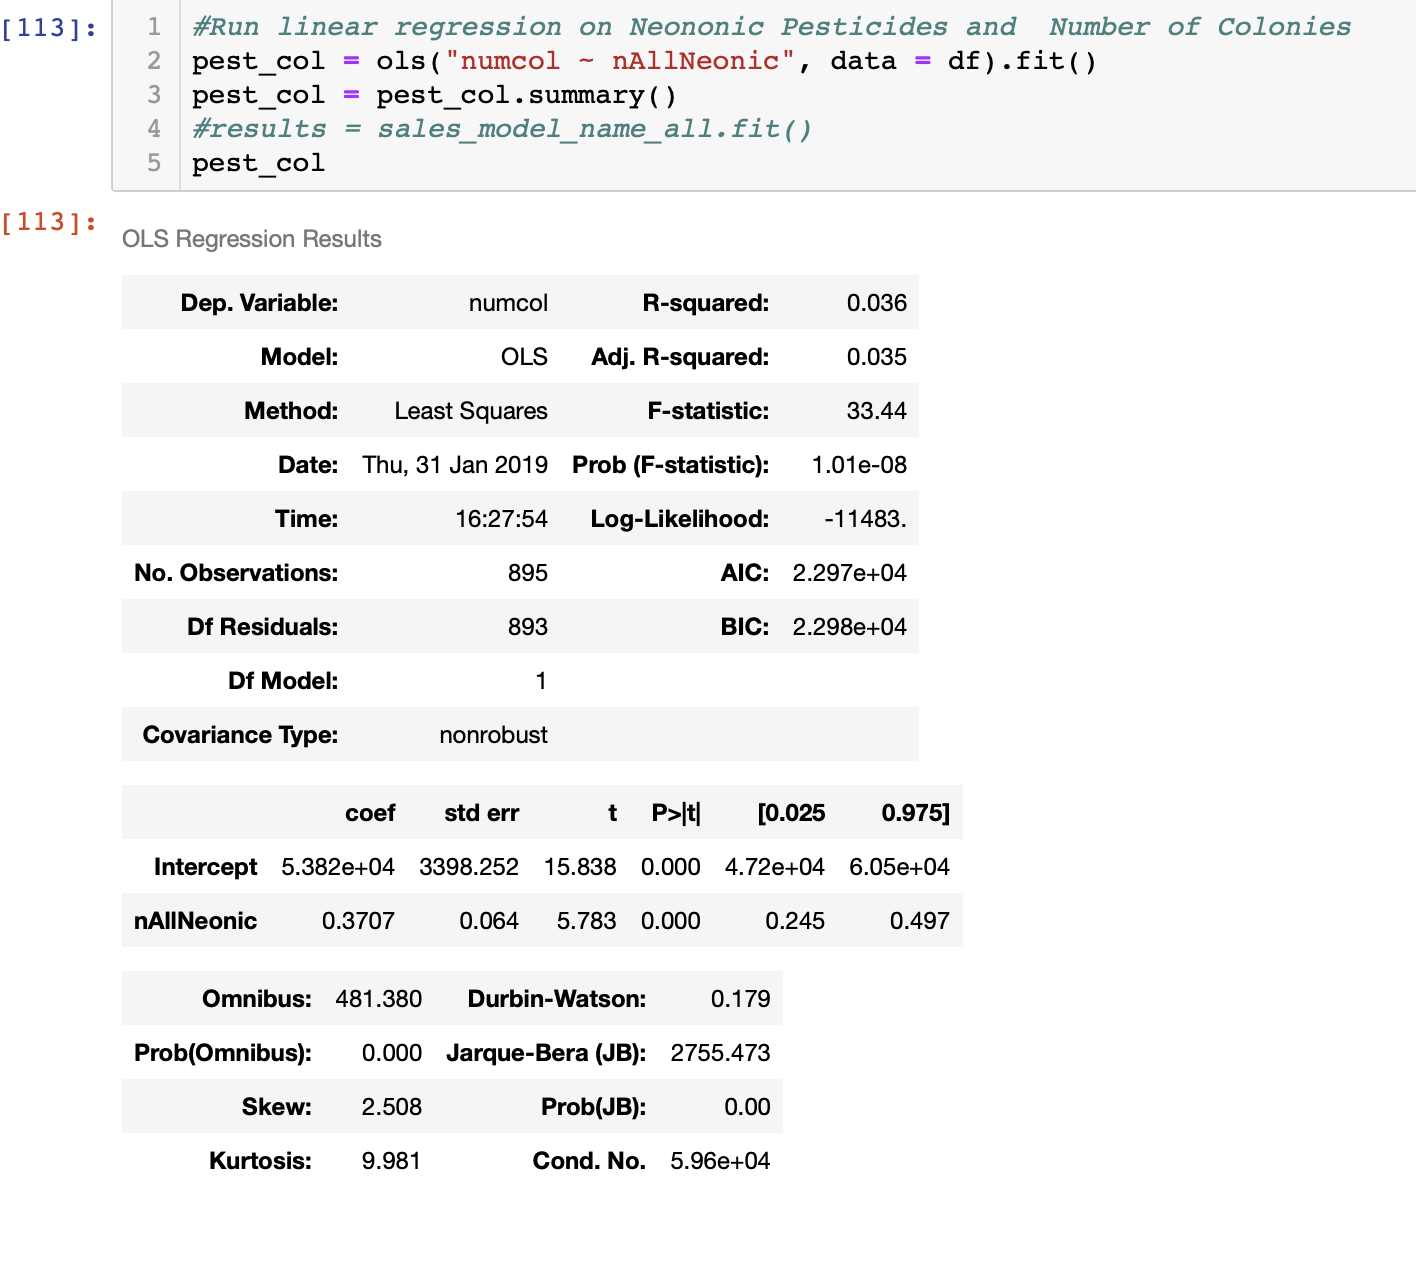 [113]:
1 #Run linear regression on Neononic Pesticides and  Number of Colonies
2 pest_col = ols("numcol ~ nAllNeonic", data = df).fit()
3 pest_col = pest_col.summary()
4 #results = sales_model_name_all.fit()
5 pest_col
[113]:
OLS Regression Results
Dep. Variable: numcol R-squared: 0.036
Model: OLS Adj. R-squared: 0.035
Method: Least Squares F-statistic: 33.44
Date: Thu, 31 Jan 2019 Prob (F-statistic): 1.01e-08
Time: 16:27:54 Log-Likelihood: -11483.
No. Observations: 895 AIC: 2.297e+04
Df Residuals: 893 BIC: 2.298e+04
Df Model: 1
Covariance Type: nonrobust
coef std err t P>|t| [0.025 0.975]
Intercept 5.382e+04 3398.252 15.838 0.000 4.72e+04 6.05e+04
nAllNeonic 0.3707 0.064 5.783 0.000 0.245 0.497
Omnibus: 481.380 Durbin-Watson: 0.179
Prob(Omnibus): 0.000 Jarque-Bera (JB): 2755.473
Skew: 2.508 Prob(JB): 0.00
Kurtosis: 9.981 Cond. No. 5.96e+04